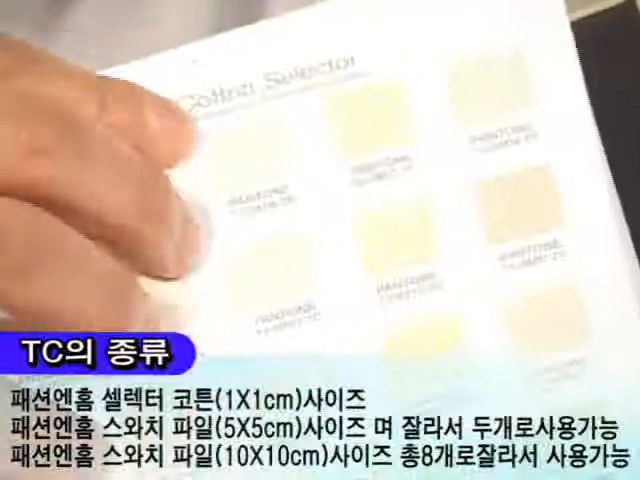 Cotton Selector
PANTONE
PANTONE
PANTONE
PANTONE
PANTONE
PANTONE
TC의 종류
패션엔홈 셀렉터 코튼(1X1cm)사이즈
패션엔홈 스와치 파일(5X5cm)사이즈 며 잘라서 두개로사용가능
패션엔홈 스와치 파일(10X10cm)사이즈 총8개로잘라서 사용가능